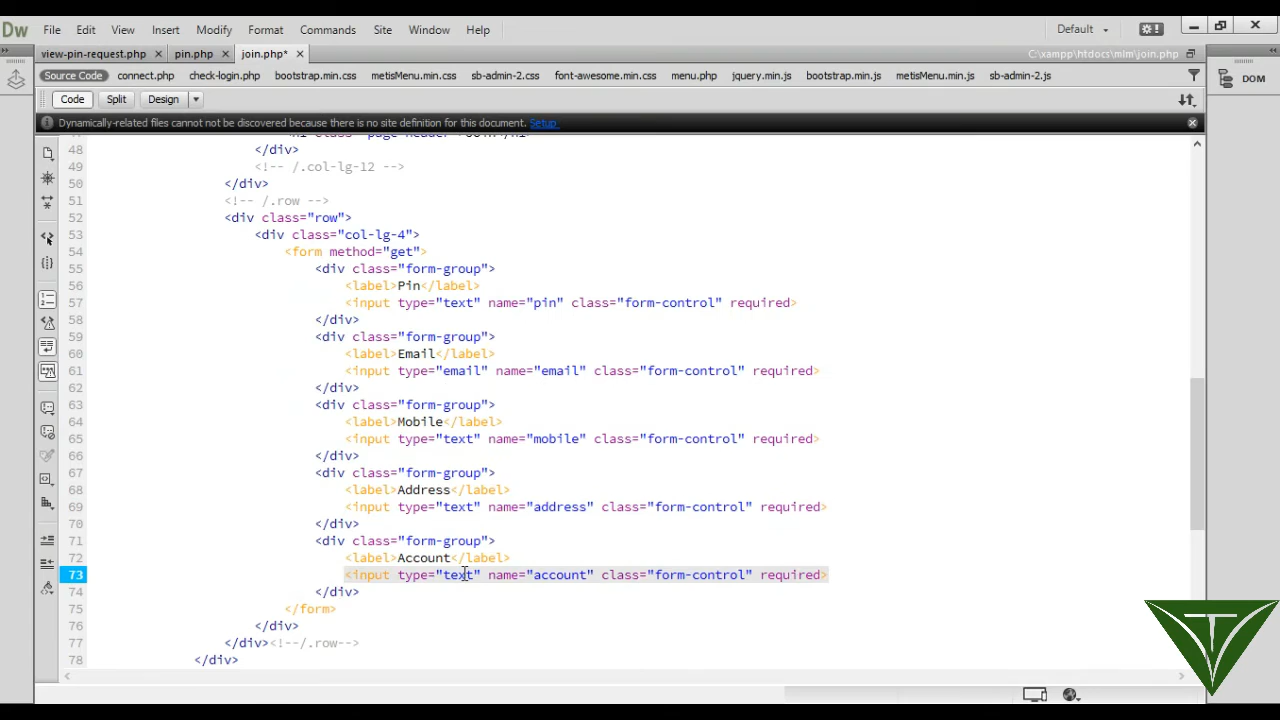 Dw File Edit View Insert Modify Format Commands Site Window Help Default
view-pin-request.php pin.php join.php* C:\xampp\htdocs\mlm\join.php
Source Code connect.php check-login.php bootstrap.min.css metisMenu.min.css sb-admin-2.css font-awesome.min.css menu.php jquery.min.js bootstrap.min.js metisMenu.min.js sb-admin-2.js
DOM
Code Split Design
Dynamically-related files cannot not be discovered because there is no site definition for this document. Setup
48 </div>
49 <!-- /.col-lg-12 -->
50 </div>
51 <!-- /.row -->
52 <div class="row">
53 <div class="col-lg-4">
54 <form method="get">
55 <div class="form-group">
56 <label>Pin</label>
57 <input type="text" name="pin" class="form-control" required>
58 </div>
59 <div class="form-group">
60 <label>Email</label>
61 <input type="email" name="email" class="form-control" required>
62 </div>
63 <div class="form-group">
64 <label>Mobile</label>
65 <input type="text" name="mobile" class="form-control" required>
66 </div>
67 <div class="form-group">
68 <label>Address</label>
69 <input type="text" name="address" class="form-control" required>
70 </div>
71 <div class="form-group">
72 <label>Account</label>
73 <input type="text" name="account" class="form-control" required>
74 </div>
75 </form>
76 </div>
77 </div><!--/.row-->
78 </div>